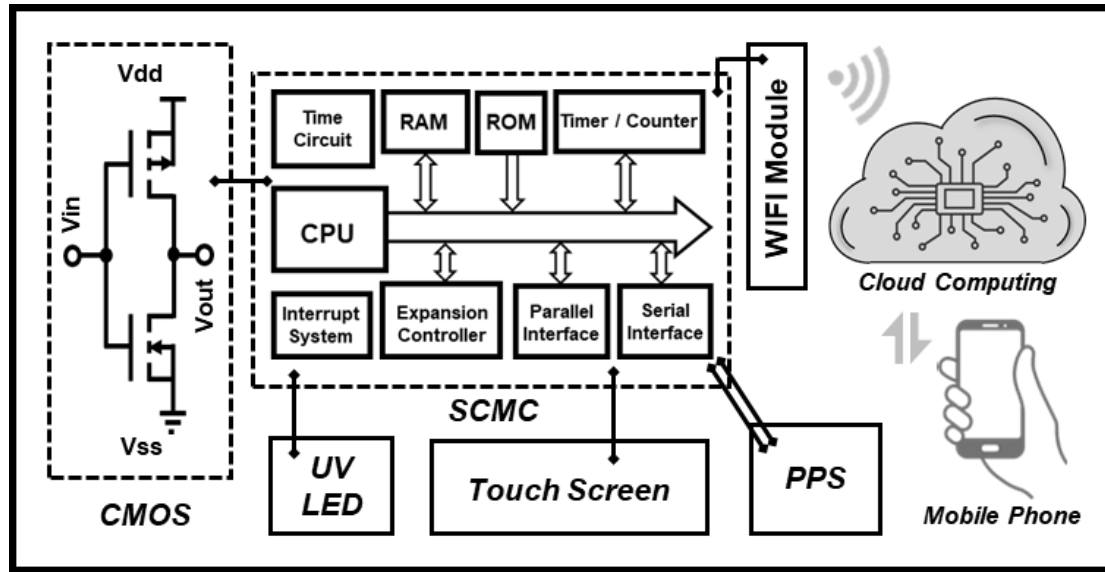 Vdd
Vin
Vout
Vss
CMOS
Time
Circuit
RAM
ROM
Timer / Counter
CPU
Interrupt
System
Expansion
Controller
Parallel
Interface
Serial
Interface
SCMC
UV
LED
Touch Screen
PPS
WIFI Module
Cloud Computing
Mobile Phone